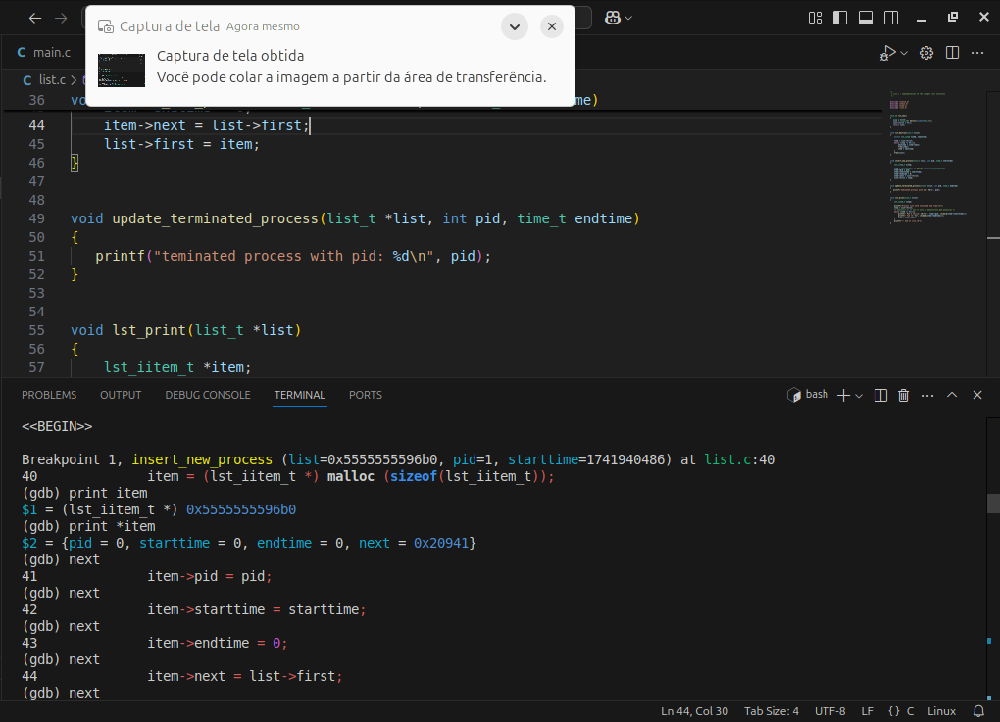 Captura de tela Agora mesmo
Captura de tela obtida
Você pode colar a imagem a partir da área de transferência.
C main.c
C list.c >
36 vo me)
44 item->next = list->first;
45 list->first = item;
46 }
47
48
49 void update_terminated_process(list_t *list, int pid, time_t endtime)
50 {
51 printf("teminated process with pid: %d\n", pid);
52 }
53
54
55 void lst_print(list_t *list)
56 {
57 lst_iitem_t *item;
PROBLEMS OUTPUT DEBUG CONSOLE TERMINAL PORTS
bash
<<BEGIN>>
Breakpoint 1, insert_new_process (list=0x5555555596b0, pid=1, starttime=1741940486) at list.c:40
40 item = (lst_iitem_t *) malloc (sizeof(lst_iitem_t));
(gdb) print item
$1 = (lst_iitem_t *) 0x5555555596b0
(gdb) print *item
$2 = {pid = 0, starttime = 0, endtime = 0, next = 0x20941}
(gdb) next
41 item->pid = pid;
(gdb) next
42 item->starttime = starttime;
(gdb) next
43 item->endtime = 0;
(gdb) next
44 item->next = list->first;
(gdb) next
Ln 44, Col 30 Tab Size: 4 UTF-8 LF {} C Linux